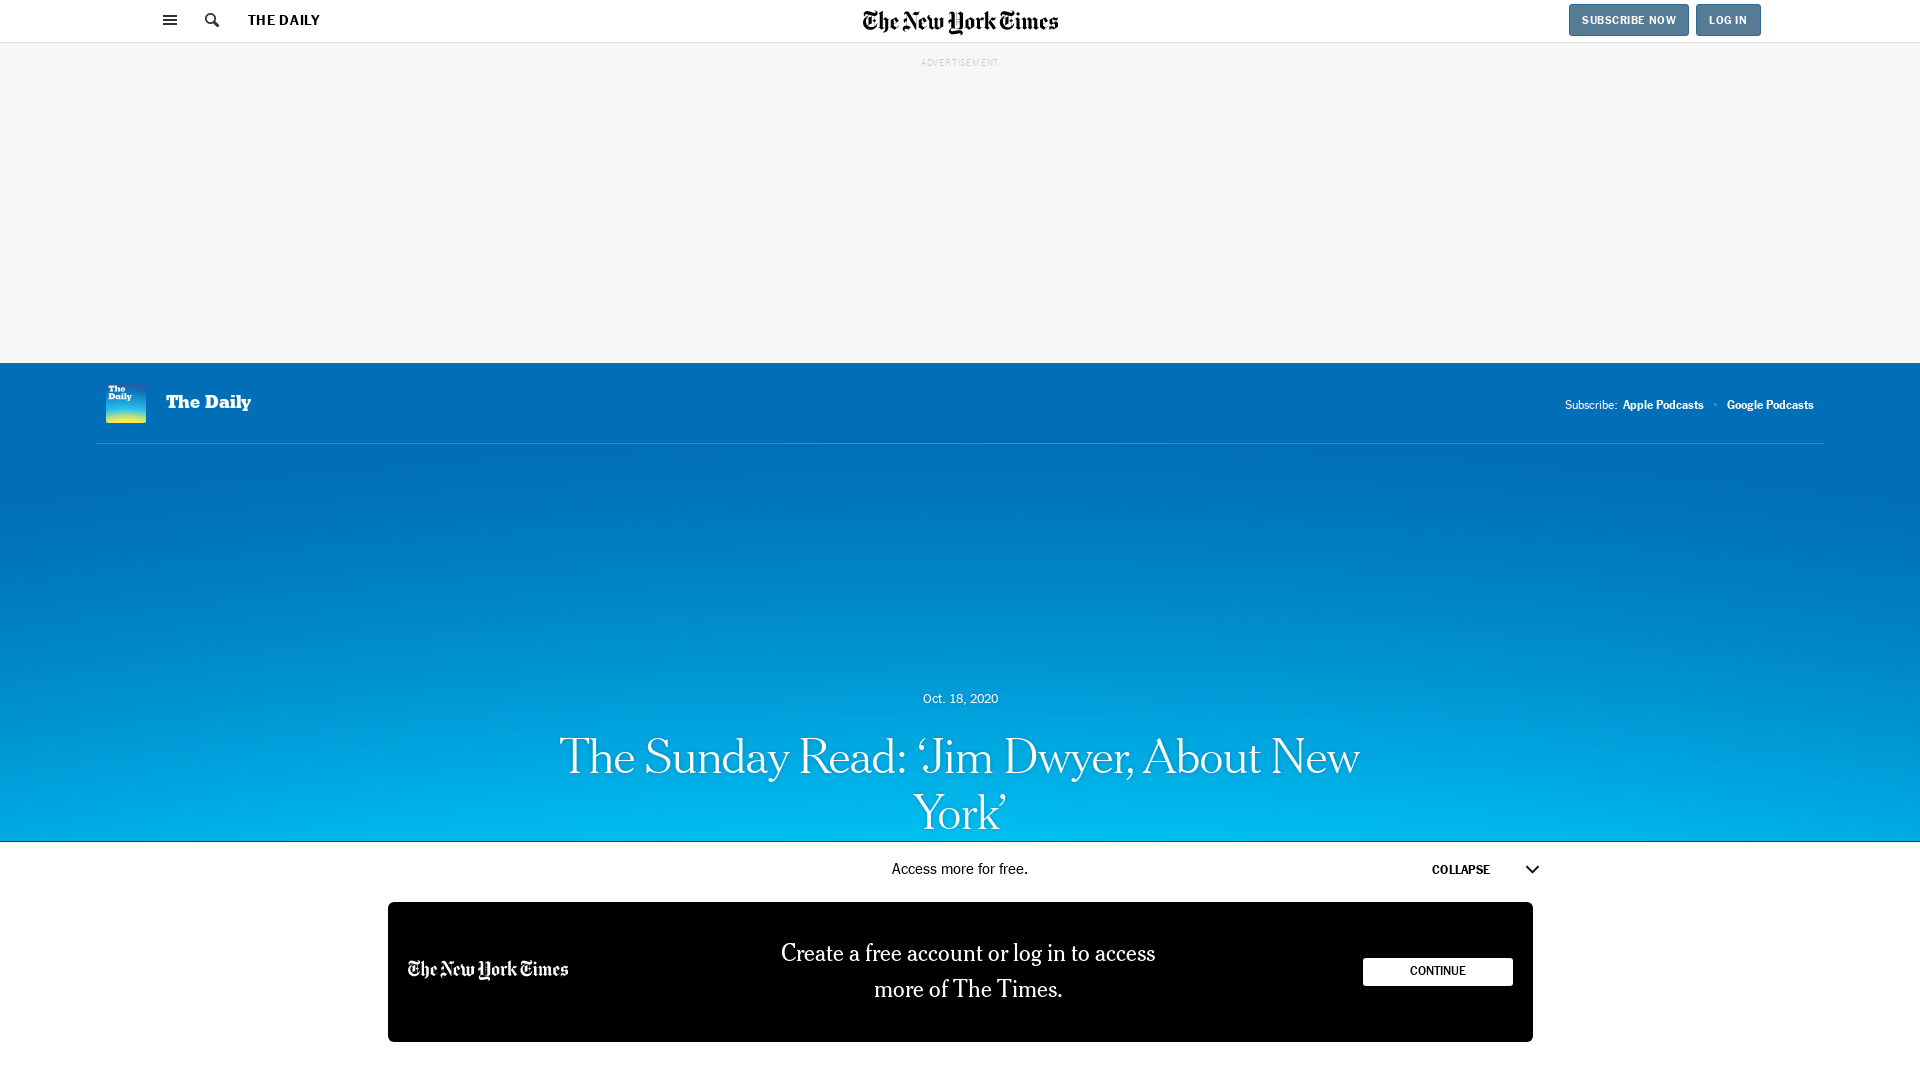 THE DAILY
The New York Times
SUBSCRIBE NOW
LOG IN
ADVERTISEMENT
The
Daily
The Daily
Subscribe: Apple Podcasts • Google Podcasts
Oct. 18, 2020
The Sunday Read: ‘Jim Dwyer, About New
York’
Access more for free.
COLLAPSE
The New York Times
Create a free account or log in to access
more of The Times.
CONTINUE